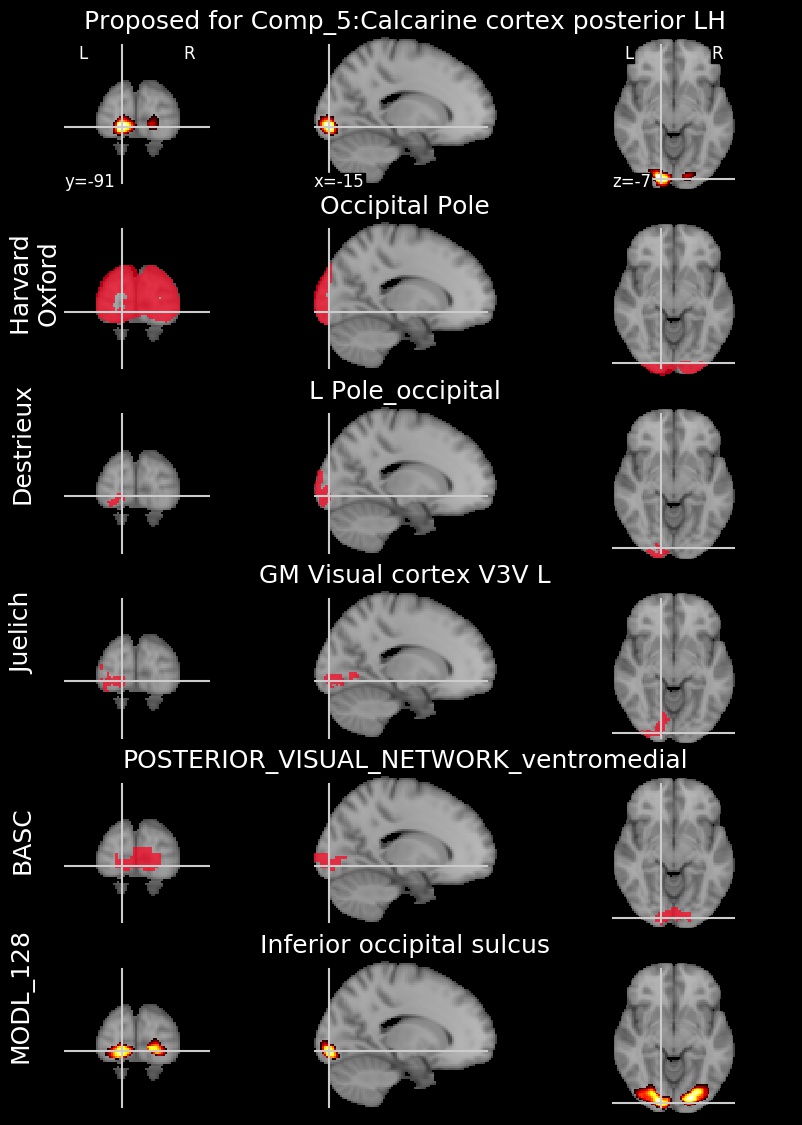 Proposed for Comp_5:Calcarine cortex posterior LH
L R L R
y=-91 x=-15 z=-7
Occipital Pole
Harvard
Oxford
L Pole_occipital
Destrieux
GM Visual cortex V3V L
Juelich
POSTERIOR_VISUAL_NETWORK_ventromedial
BASC
Inferior occipital sulcus
MODL_128